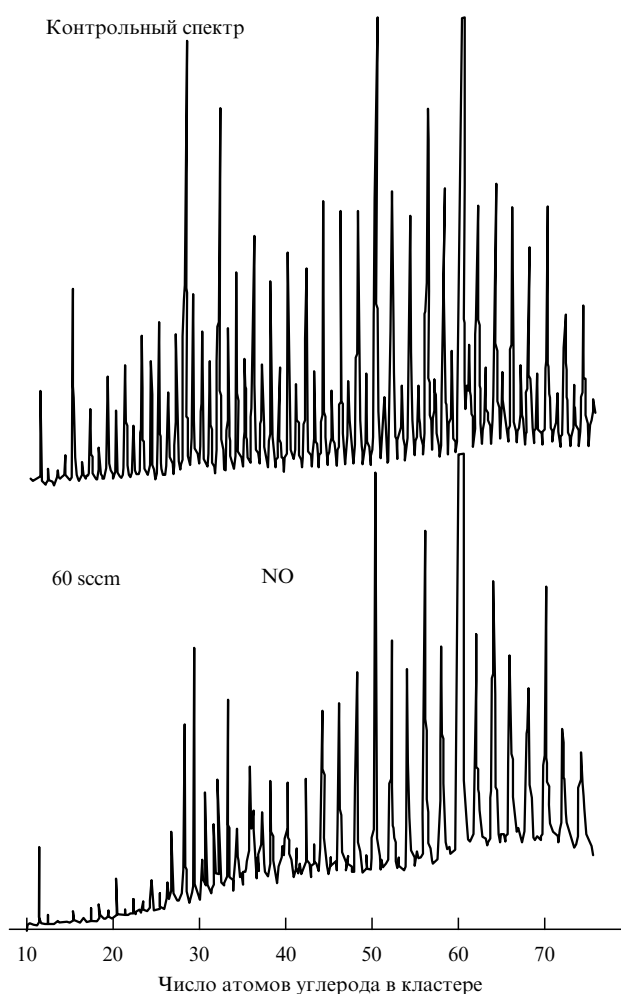 Контрольный спектр
60 sccm NO
10 20 30 40 50 60 70
Число атомов углерода в кластере